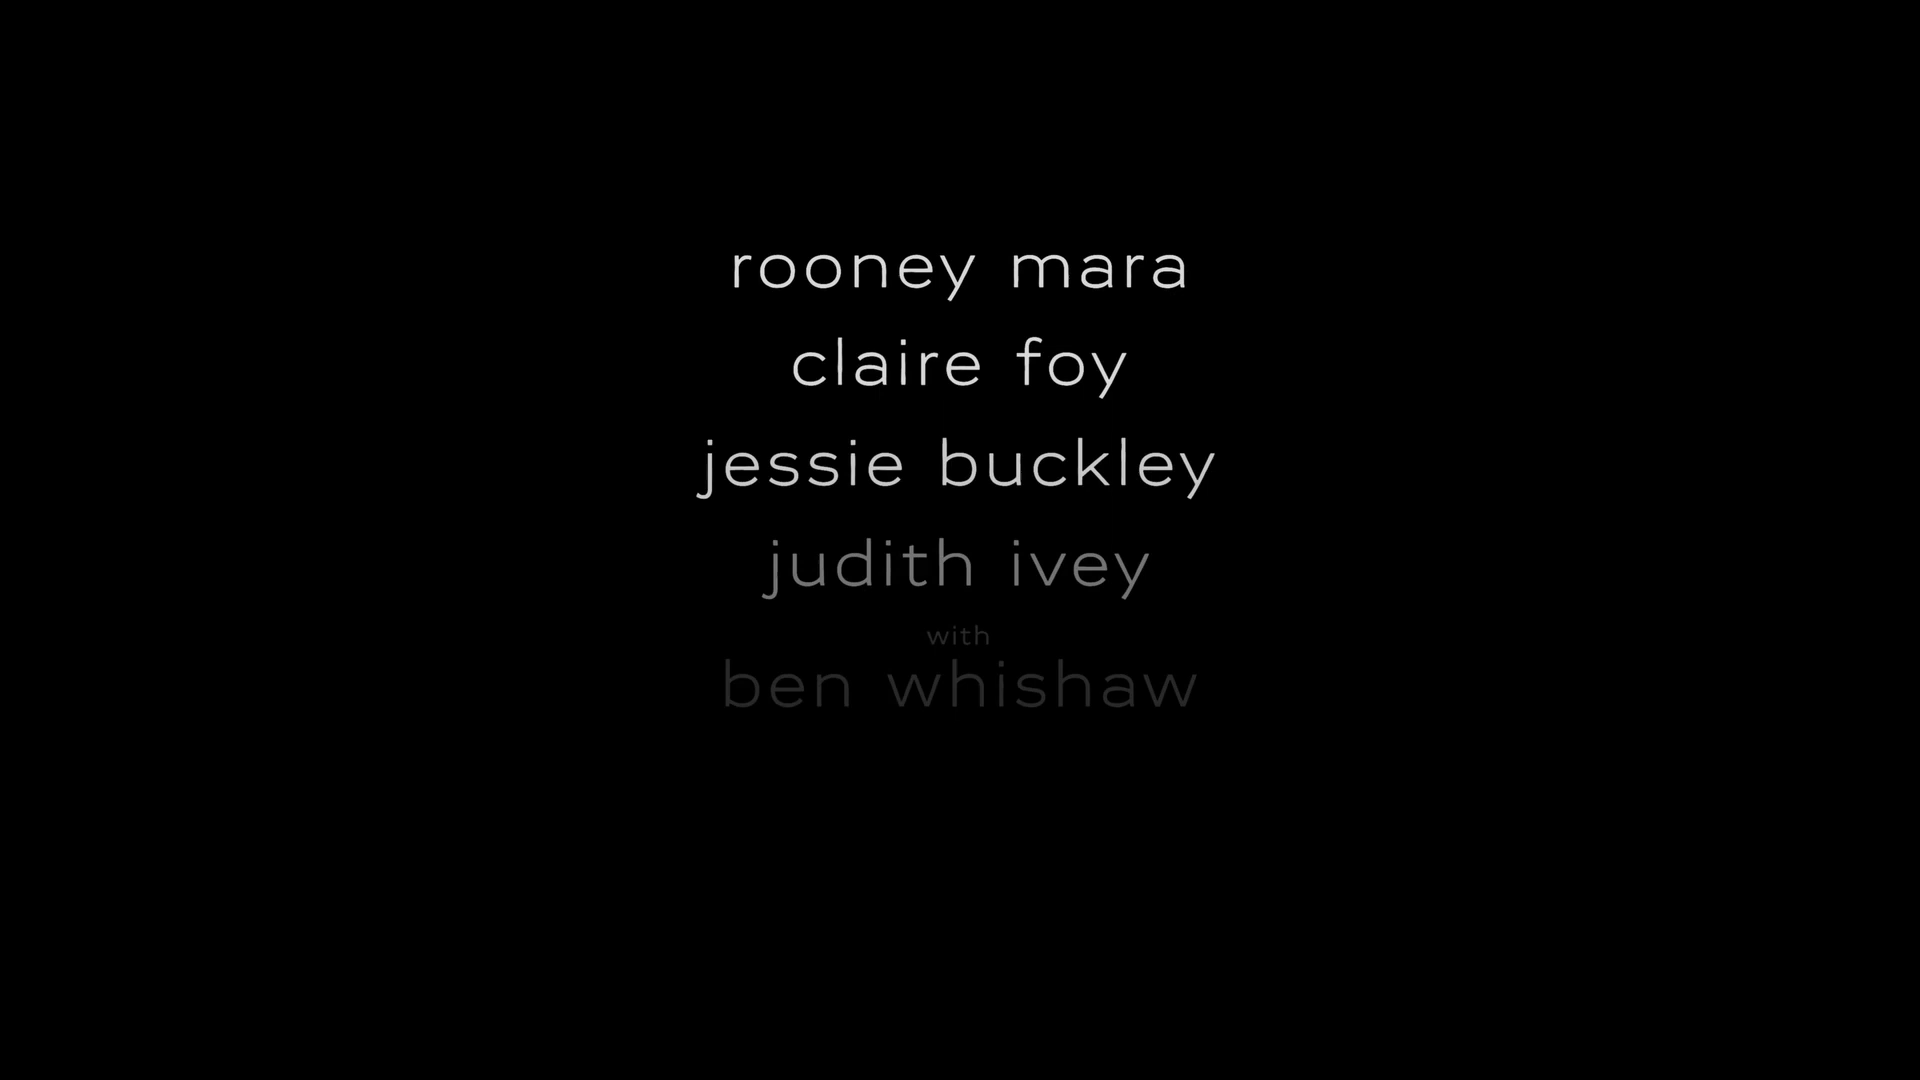 rooney mara
claire foy
jessie buckley
judith ivey
with
ben whishaw